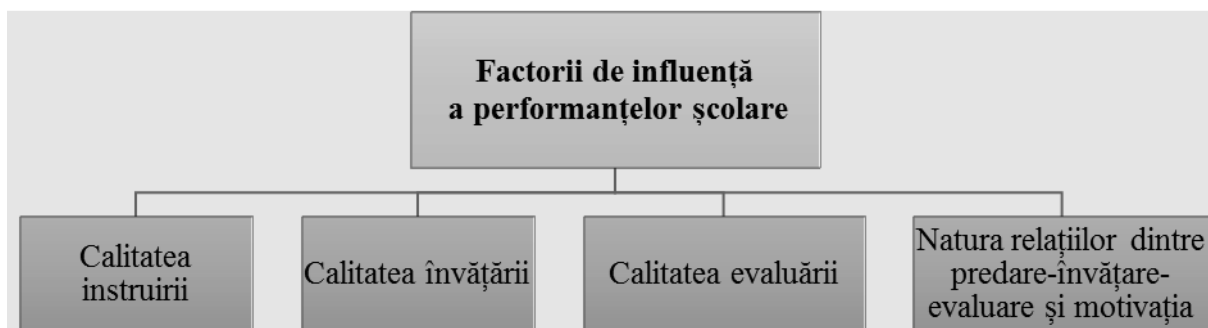 Factorii de influență
a performanțelor școlare
Calitatea
instruirii
Calitatea învățării
Calitatea evaluării
Natura relațiilor dintre
predare-învățare-
evaluare și motivația